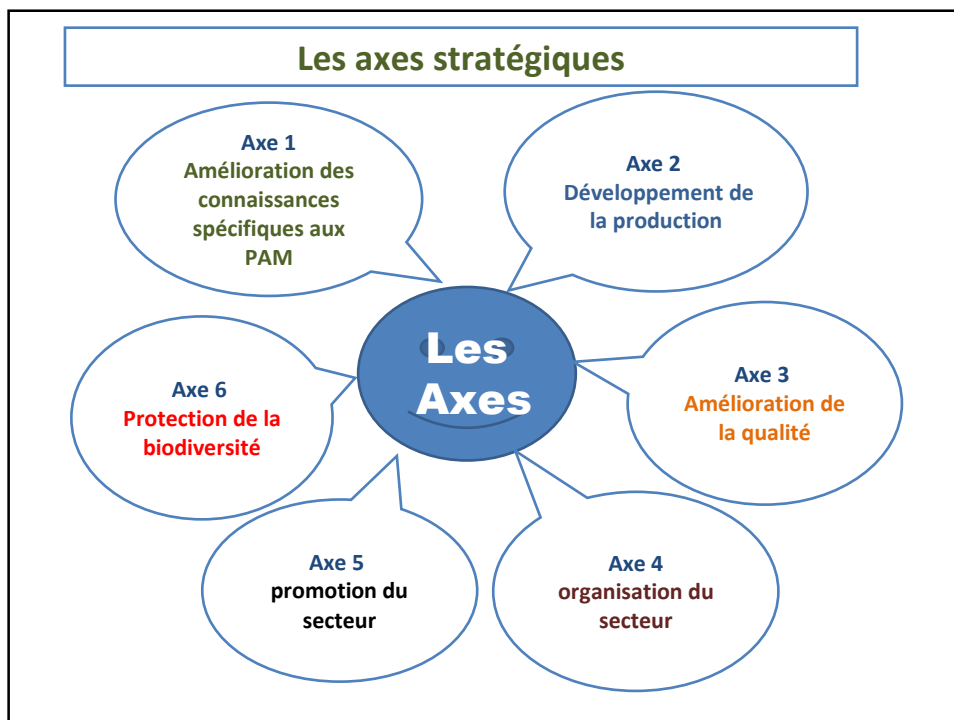 Les axes stratégiques
Axe 1
Amélioration des
connaissances
spécifiques aux
PAM
Axe 2
Développement de
la production
Les
Axes
Axe 3
Amélioration de
la qualité
Axe 6
Protection de la
biodiversité
Axe 5
promotion du
secteur
Axe 4
organisation du
secteur